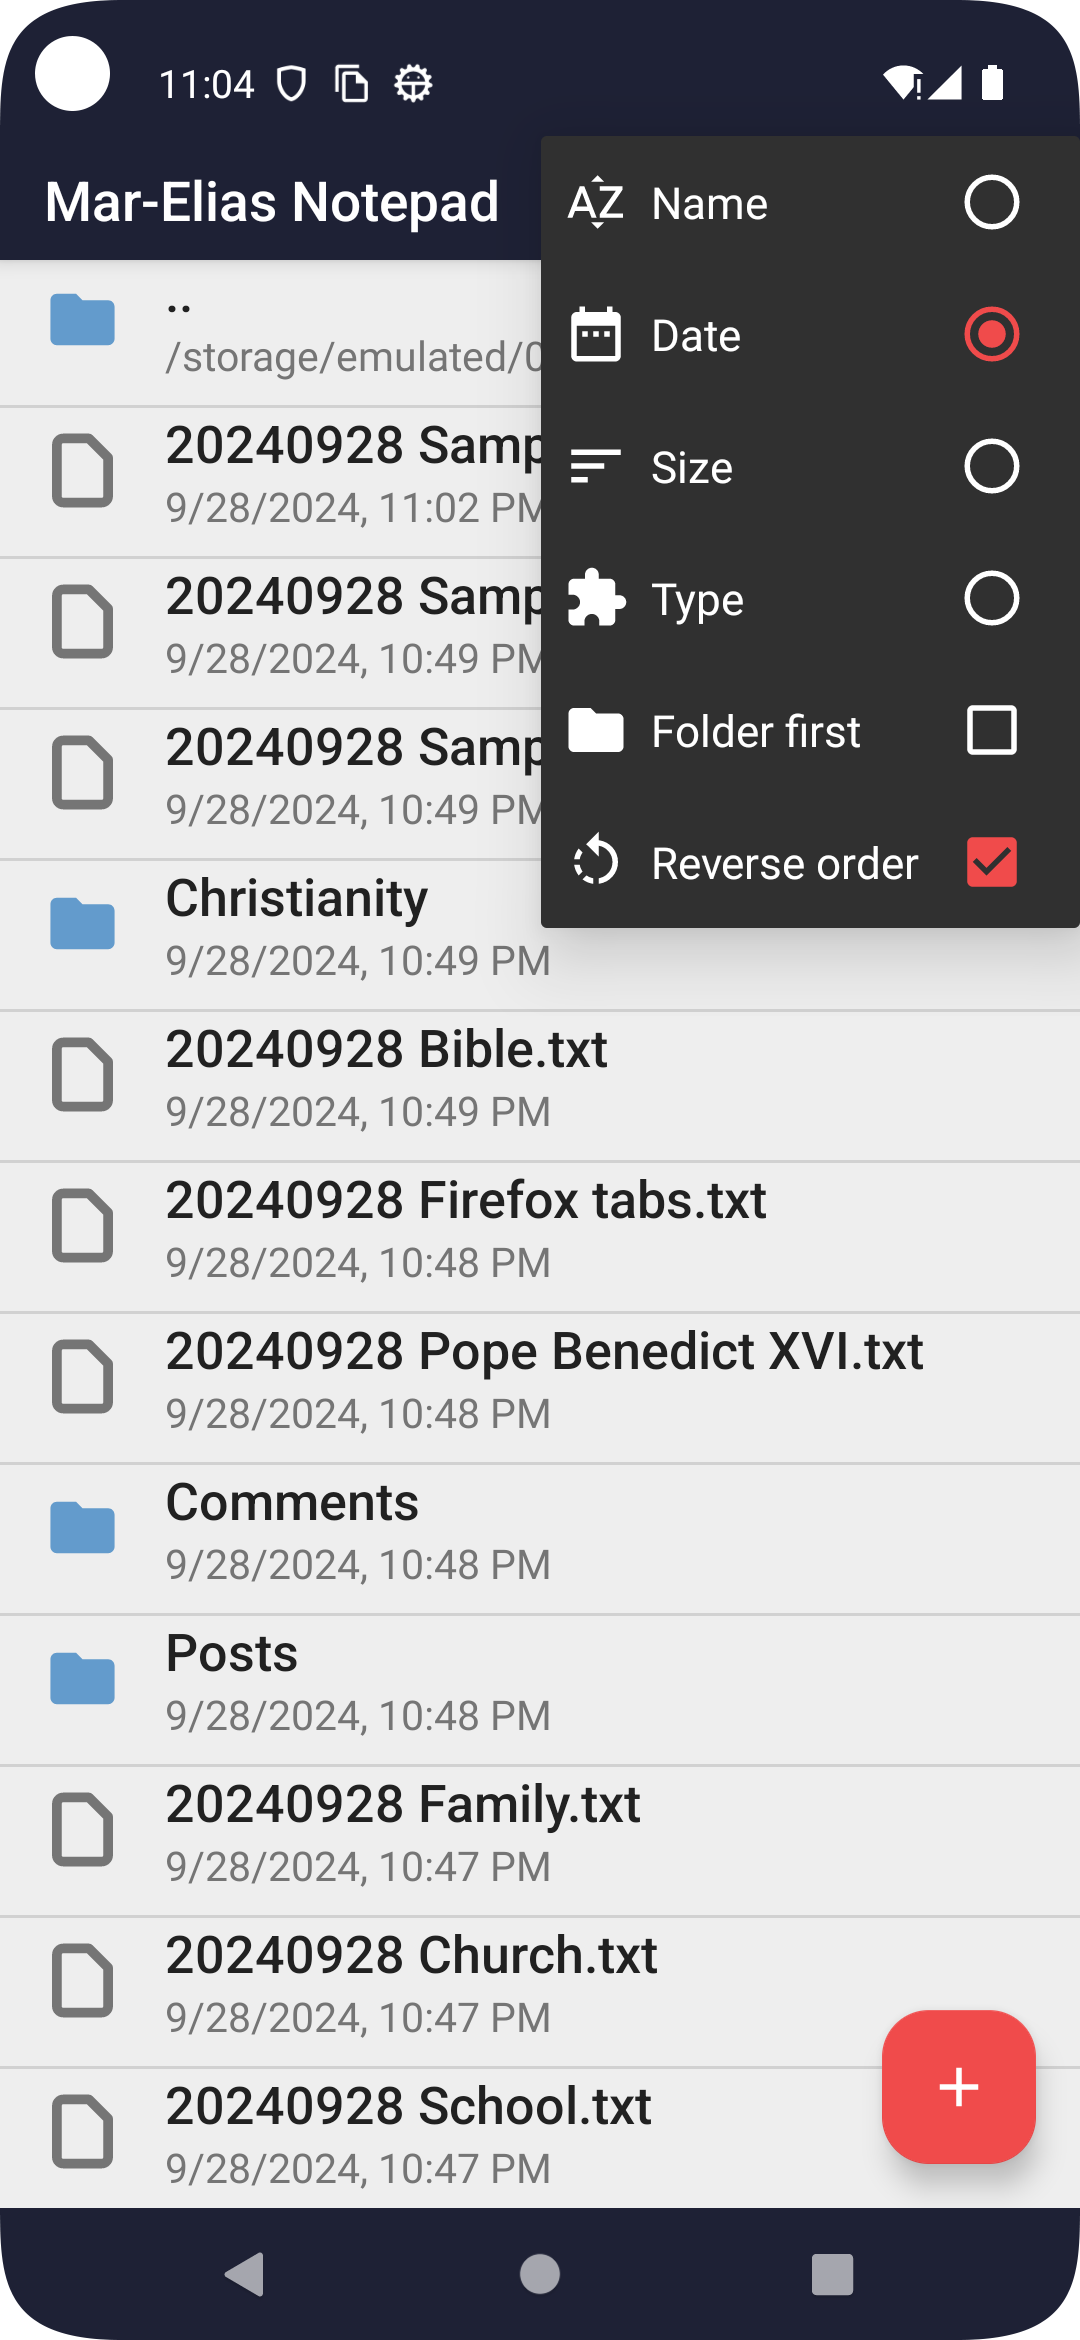 11:04
Mar-Elias Notepad
AZ Name
Date
Size
Type
Folder first
Reverse order
..
/storage/emulated/0
20240928 Samp
9/28/2024, 11:02 PM
20240928 Samp
9/28/2024, 10:49 PM
20240928 Samp
9/28/2024, 10:49 PM
Christianity
9/28/2024, 10:49 PM
20240928 Bible.txt
9/28/2024, 10:49 PM
20240928 Firefox tabs.txt
9/28/2024, 10:48 PM
20240928 Pope Benedict XVI.txt
9/28/2024, 10:48 PM
Comments
9/28/2024, 10:48 PM
Posts
9/28/2024, 10:48 PM
20240928 Family.txt
9/28/2024, 10:47 PM
20240928 Church.txt
9/28/2024, 10:47 PM
20240928 School.txt
9/28/2024, 10:47 PM